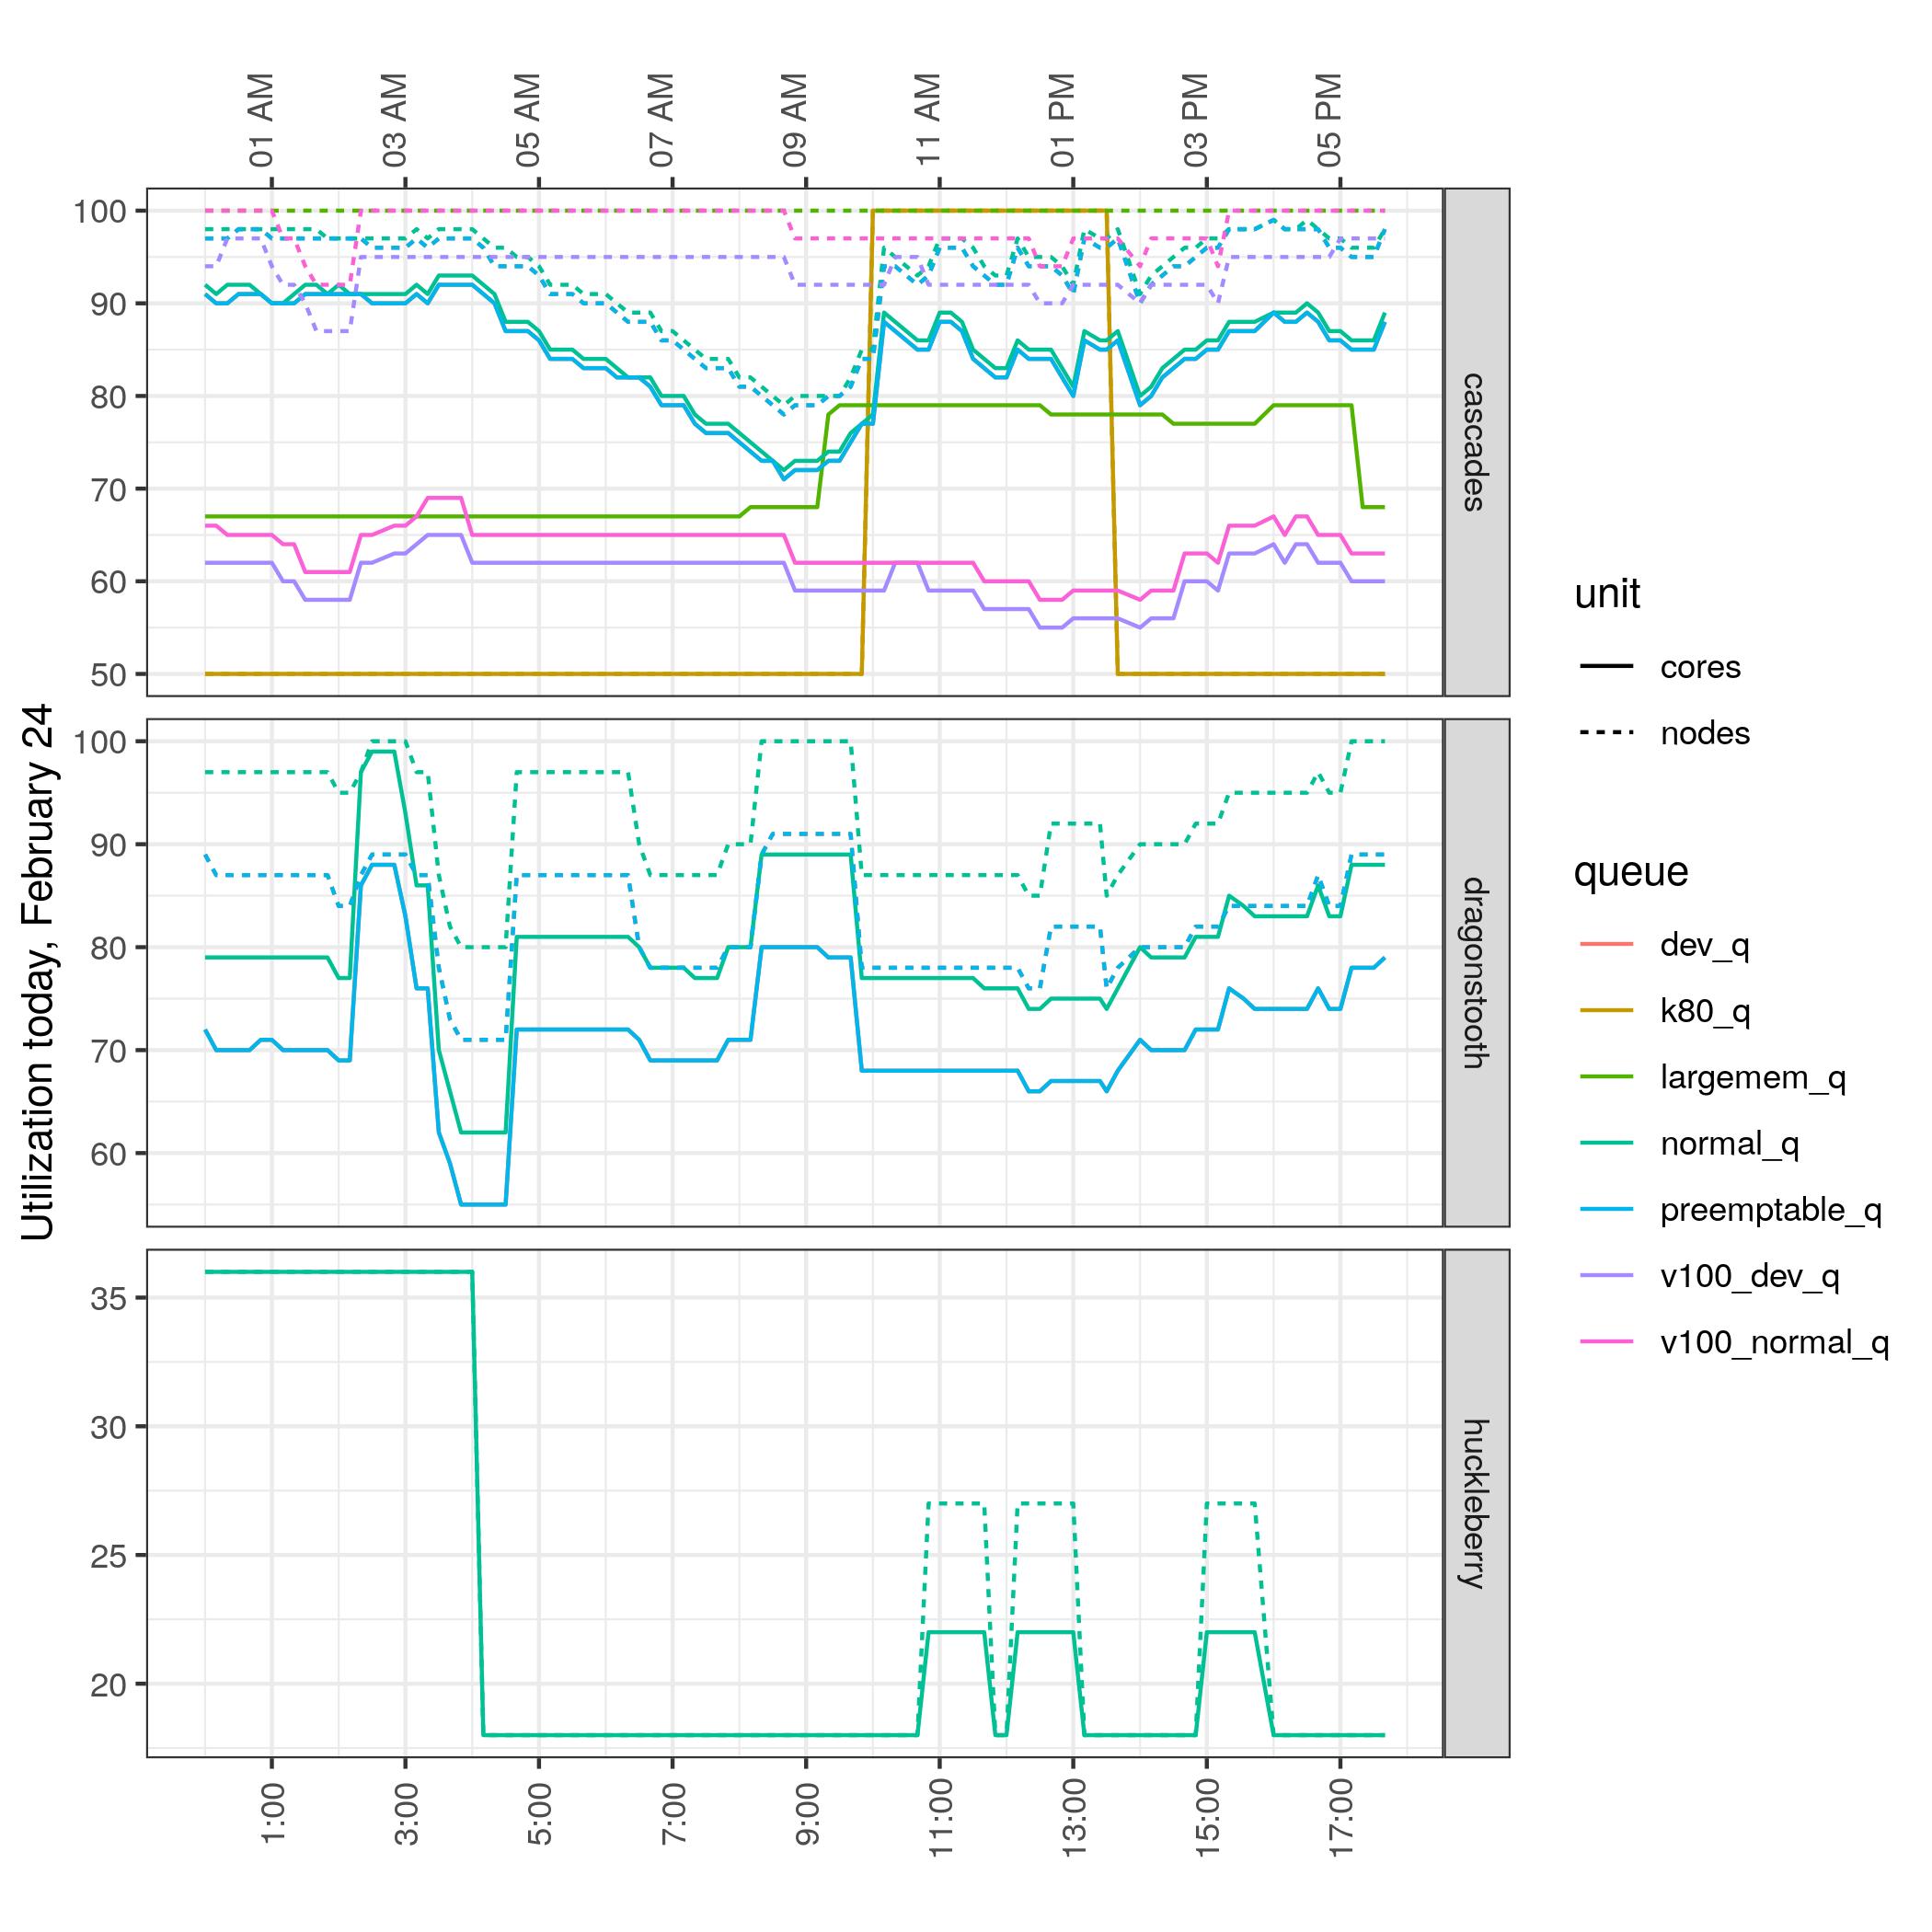 01 AM
03 AM
05 AM
07 AM
09 AM
11 AM
01 PM
03 PM
05 PM
Utilization today, February 24
100
90
80
70
60
50
cascades
100
90
80
70
60
dragonstooth
35
30
25
20
huckleberry
1:00
3:00
5:00
7:00
9:00
11:00
13:00
15:00
17:00
unit
cores
nodes
queue
dev_q
k80_q
largemem_q
normal_q
preemptable_q
v100_dev_q
v100_normal_q